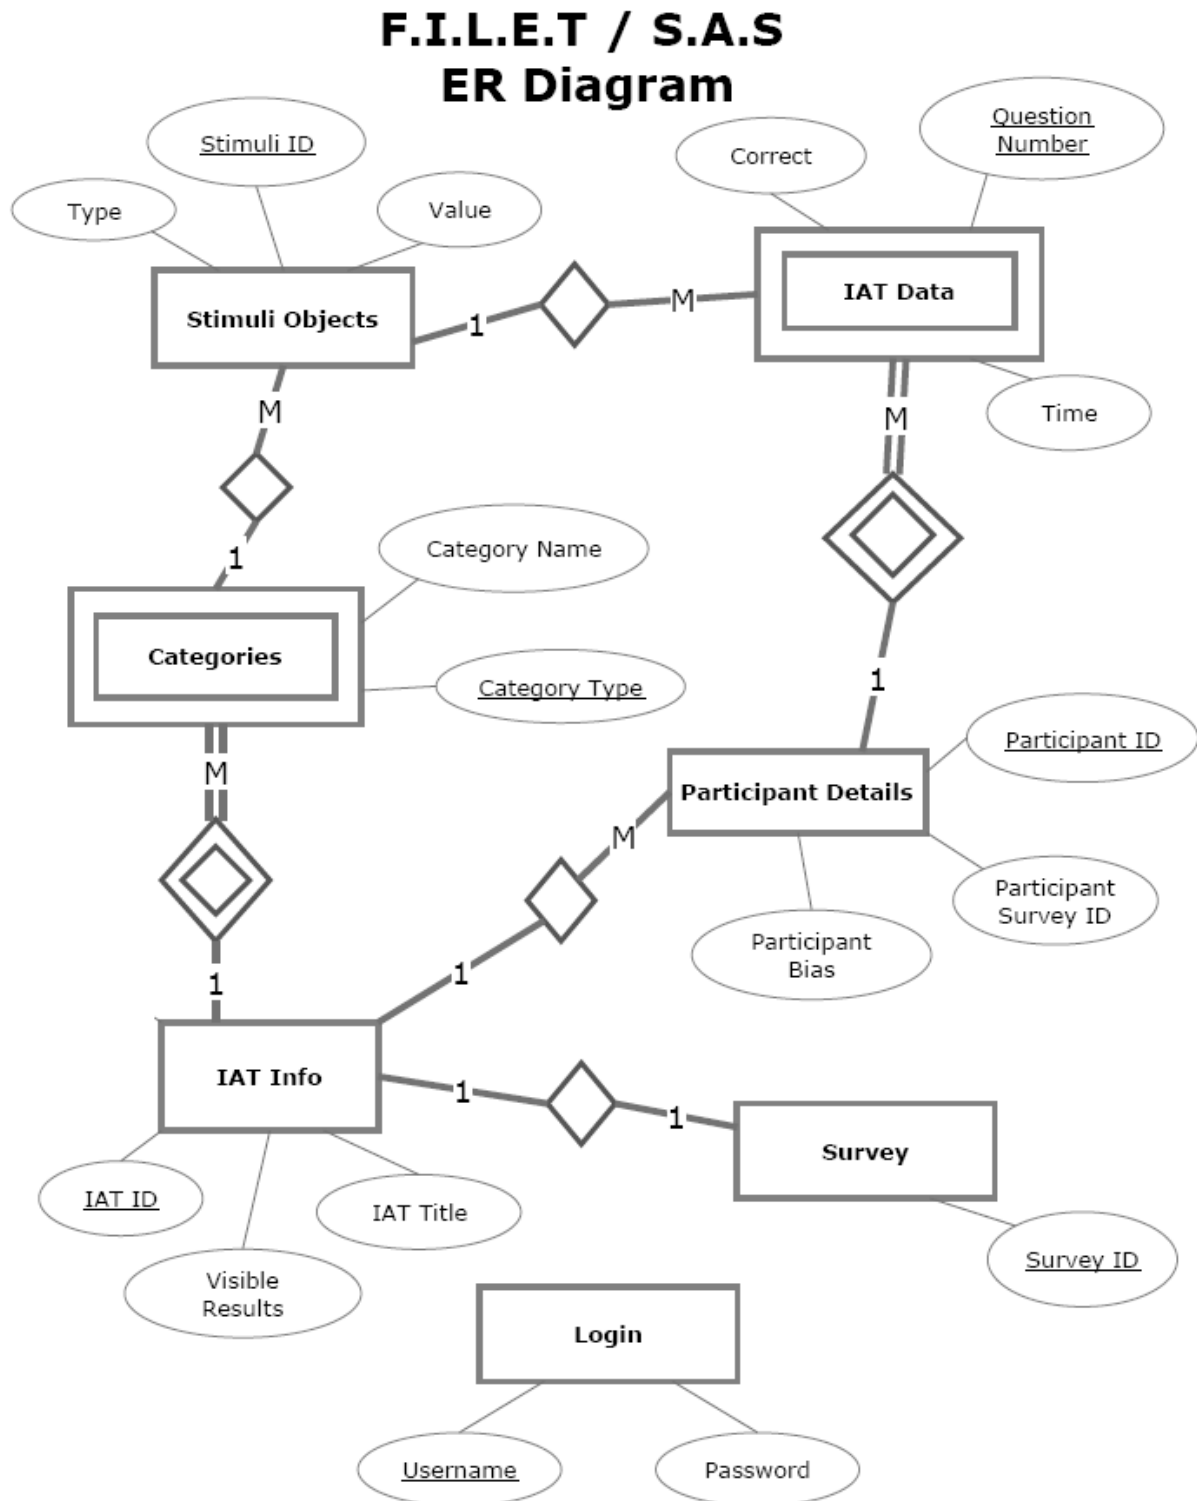 F.I.L.E.T / S.A.S
ER Diagram
Stimuli ID
Type
Value
Correct
Question
Number
Stimuli Objects
1
M
IAT Data
Time
M
M
1
Category Name
Categories
Category Type
1
Participant ID
Participant Details
M
M
Participant
Survey ID
Participant
Bias
1
1
IAT Info
1
1
Survey
IAT ID
IAT Title
Visible
Results
Survey ID
Login
Username
Password